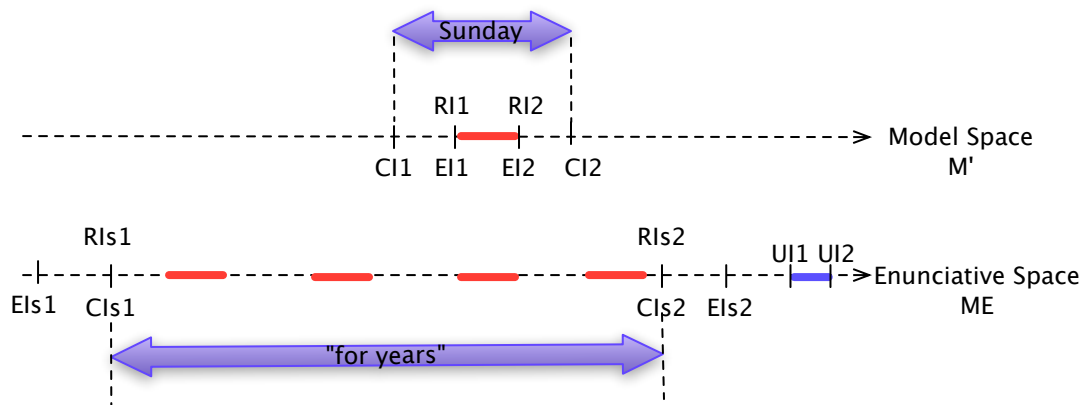 Sunday
RI1 RI2
CI1 EI1 EI2 CI2
Model Space
M'
RIs1 RIs2
UI1 UI2
EIs1 CIs1 CIs2 EIs2
Enunciative Space
ME
"for years"